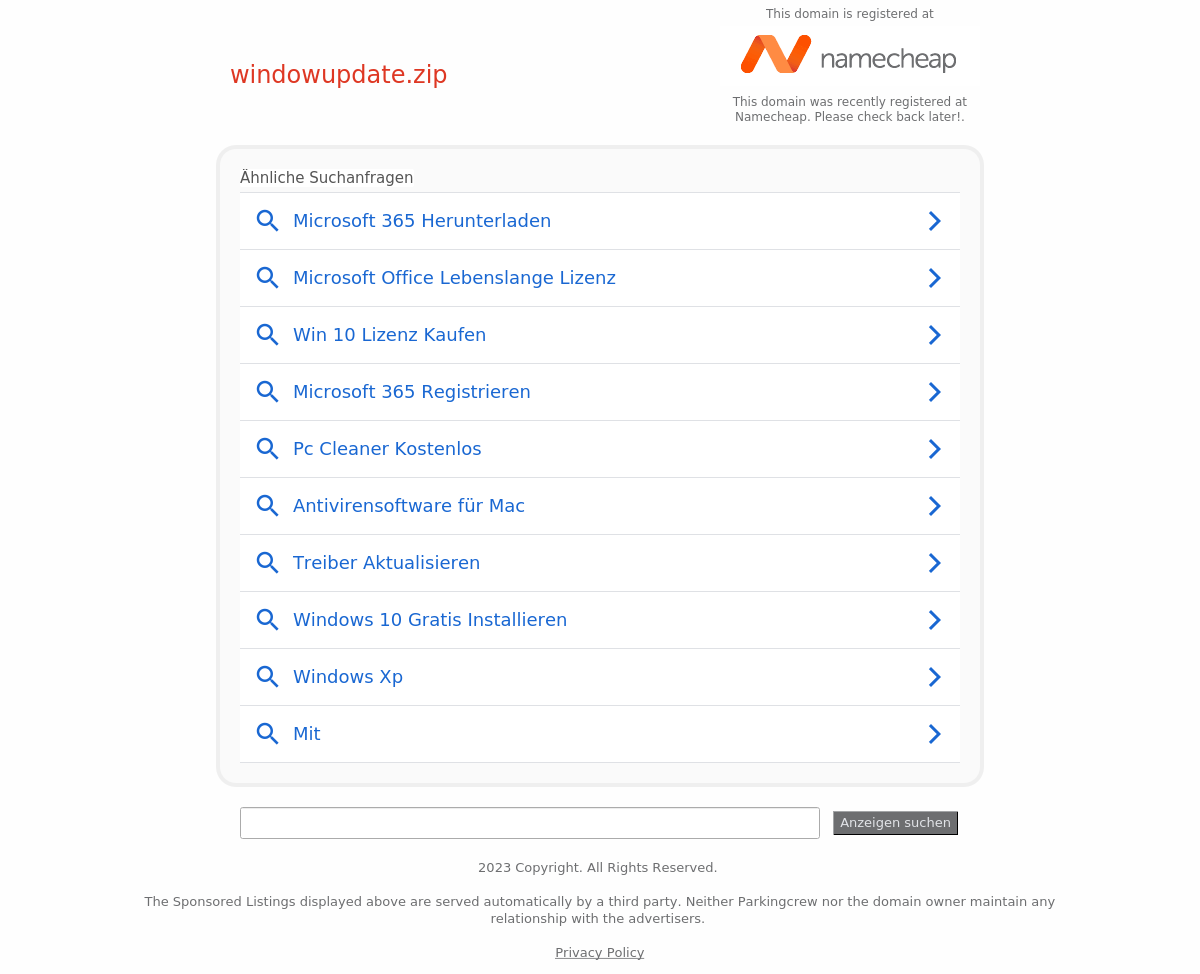 This domain is registered at
namecheap
windowupdate.zip
This domain was recently registered at
Namecheap. Please check back later!.
Ähnliche Suchanfragen
Microsoft 365 Herunterladen
Microsoft Office Lebenslange Lizenz
Win 10 Lizenz Kaufen
Microsoft 365 Registrieren
Pc Cleaner Kostenlos
Antivirensoftware für Mac
Treiber Aktualisieren
Windows 10 Gratis Installieren
Windows Xp
Mit
Anzeigen suchen
2023 Copyright. All Rights Reserved.
The Sponsored Listings displayed above are served automatically by a third party. Neither Parkingcrew nor the domain owner maintain any
relationship with the advertisers.
Privacy Policy